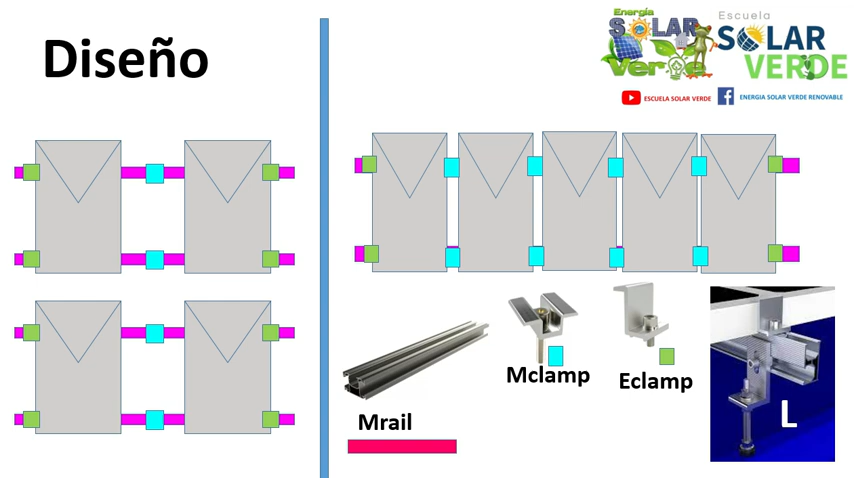 Diseño
Energía
SOLAR
Verde
Escuela
SOLAR
VERDE
ESCUELA SOLAR VERDE
ENERGIA SOLAR VERDE RENOVABLE
Mclamp
Eclamp
Mrail
L